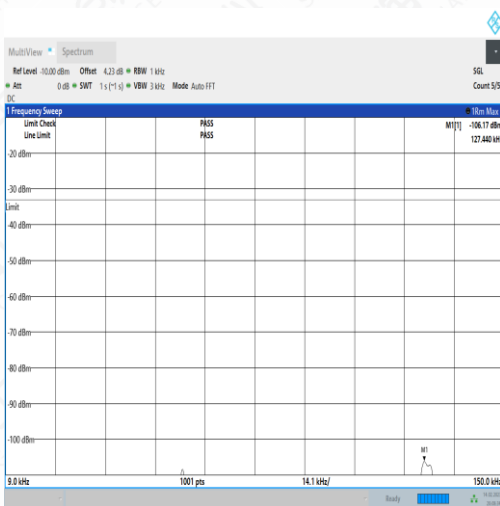 MultiView Spectrum
Ref Level -10.00 dBm Offset 4.23 dB RBW 1 kHz SGL
Att 0 dB SWT 1 s (~1 s) VBW 3 kHz Mode Auto FFT Count 5/5
DC
1 Frequency Sweep 1Rm Max
Limit Check PASS M1[1] -106.17 dBm
Line Limit PASS 127.440 kH
-20 dBm
-30 dBm
Limit
-40 dBm
-50 dBm
-60 dBm
-70 dBm
-80 dBm
-90 dBm
-100 dBm
M1
9.0 kHz 1001 pts 14.1 kHz/ 150.0 kHz
Ready